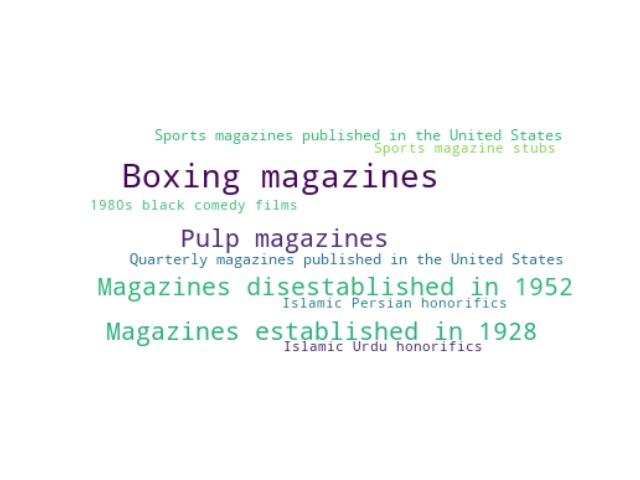 Sports magazines published in the United States
Sports magazine stubs
Boxing magazines
1980s black comedy films
Pulp magazines
Quarterly magazines published in the United States
Magazines disestablished in 1952
Islamic Persian honorifics
Magazines established in 1928
Islamic Urdu honorifics